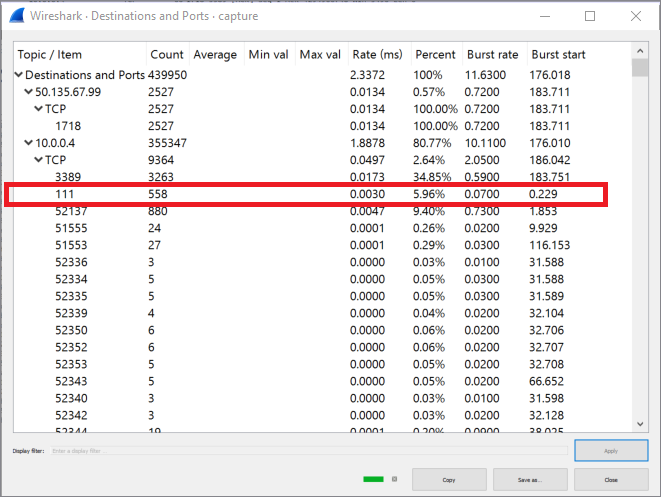 Wireshark · Destinations and Ports · capture
Topic / Item Count Average Min val Max val Rate (ms) Percent Burst rate Burst start
Destinations and Ports 439950 2.3372 100% 11.6300 176.018
50.135.67.99 2527 0.0134 0.57% 0.7200 183.711
TCP 2527 0.0134 100.00% 0.7200 183.711
1718 2527 0.0134 100.00% 0.7200 183.711
10.0.0.4 355347 1.8878 80.77% 10.1100 176.010
TCP 9364 0.0497 2.64% 2.0500 186.042
3389 3263 0.0173 34.85% 0.5900 183.751
111 558 0.0030 5.96% 0.0700 0.229
52137 880 0.0047 9.40% 0.7300 1.853
51555 24 0.0001 0.26% 0.0200 9.929
51553 27 0.0001 0.29% 0.0300 116.153
52336 3 0.0000 0.03% 0.0100 31.588
52334 5 0.0000 0.05% 0.0300 31.588
52335 5 0.0000 0.05% 0.0300 31.589
52339 4 0.0000 0.04% 0.0200 32.104
52350 6 0.0000 0.06% 0.0200 32.706
52352 6 0.0000 0.06% 0.0200 32.707
52353 5 0.0000 0.05% 0.0200 32.708
52343 5 0.0000 0.05% 0.0200 66.652
52340 3 0.0000 0.03% 0.0100 31.598
52342 3 0.0000 0.03% 0.0200 32.128
52344 19 0.0001 0.20% 0.0900 38.025
Display filter: Enter a display filter ... Apply
Copy Save as... Close